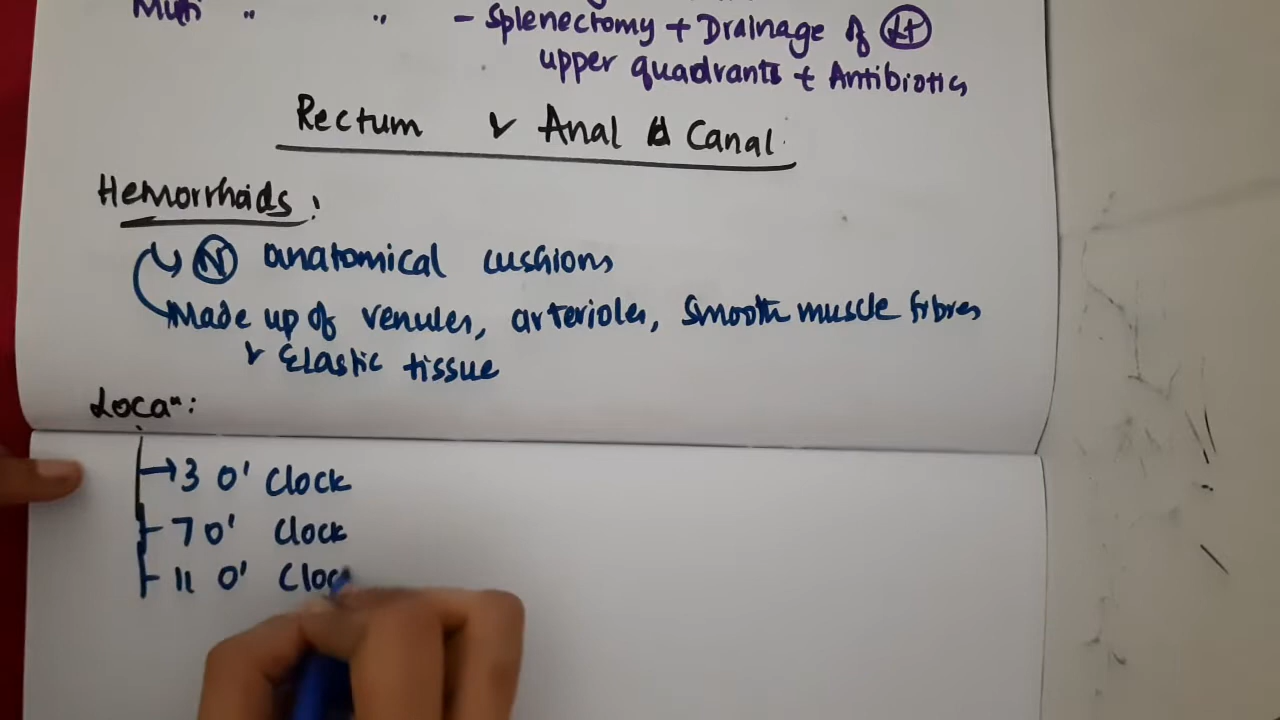 Multi " " - Splenectomy + Drainage of Lt
upper quadrants + Antibiotics
Rectum & Anal Canal
Hemorrhoids:
N anatomical cushions
Made up of venules, arterioles, smooth muscle fibres
& Elastic tissue
Locaⁿ:
3 O' Clock
7 O' Clock
11 O' Cloc